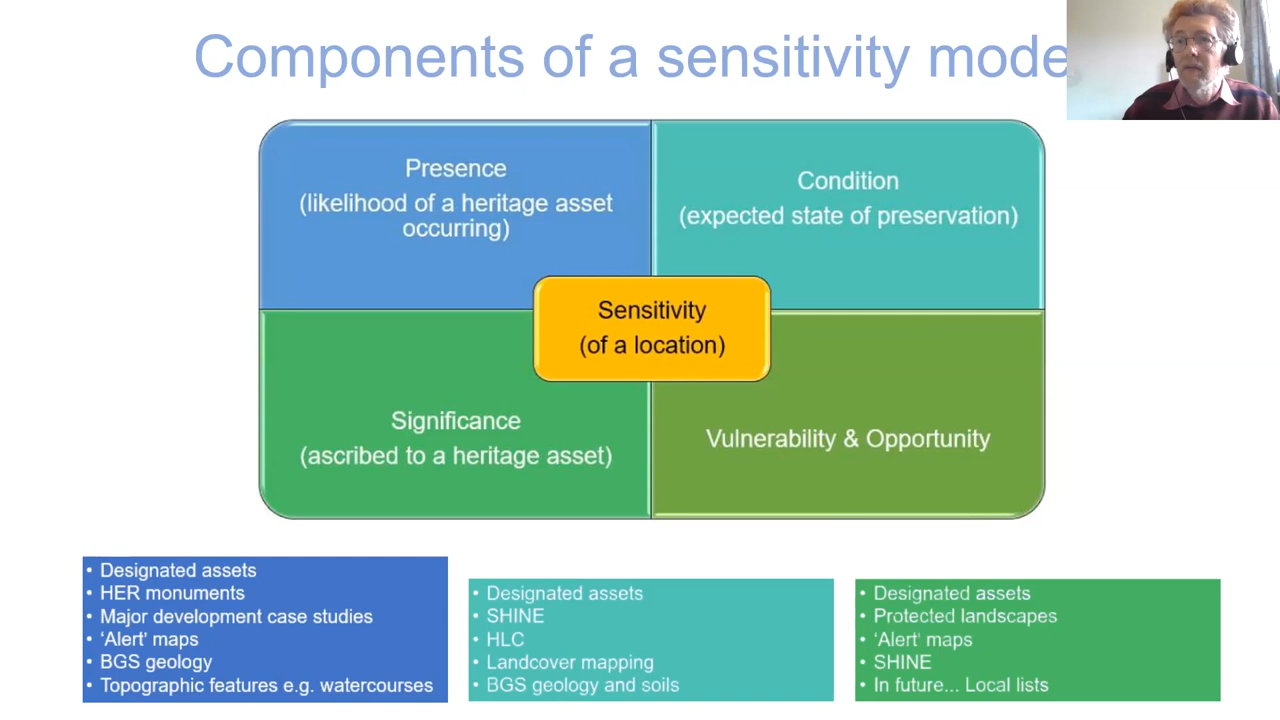 Components of a sensitivity mode
Presence
(likelihood of a heritage asset
occurring)
Condition
(expected state of preservation)
Sensitivity
(of a location)
Significance
(ascribed to a heritage asset)
Vulnerability & Opportunity
• Designated assets
• HER monuments
• Major development case studies
• ‘Alert’ maps
• BGS geology
• Topographic features e.g. watercourses
• Designated assets
• SHINE
• HLC
• Landcover mapping
• BGS geology and soils
• Designated assets
• Protected landscapes
• ‘Alert’ maps
• SHINE
• In future... Local lists